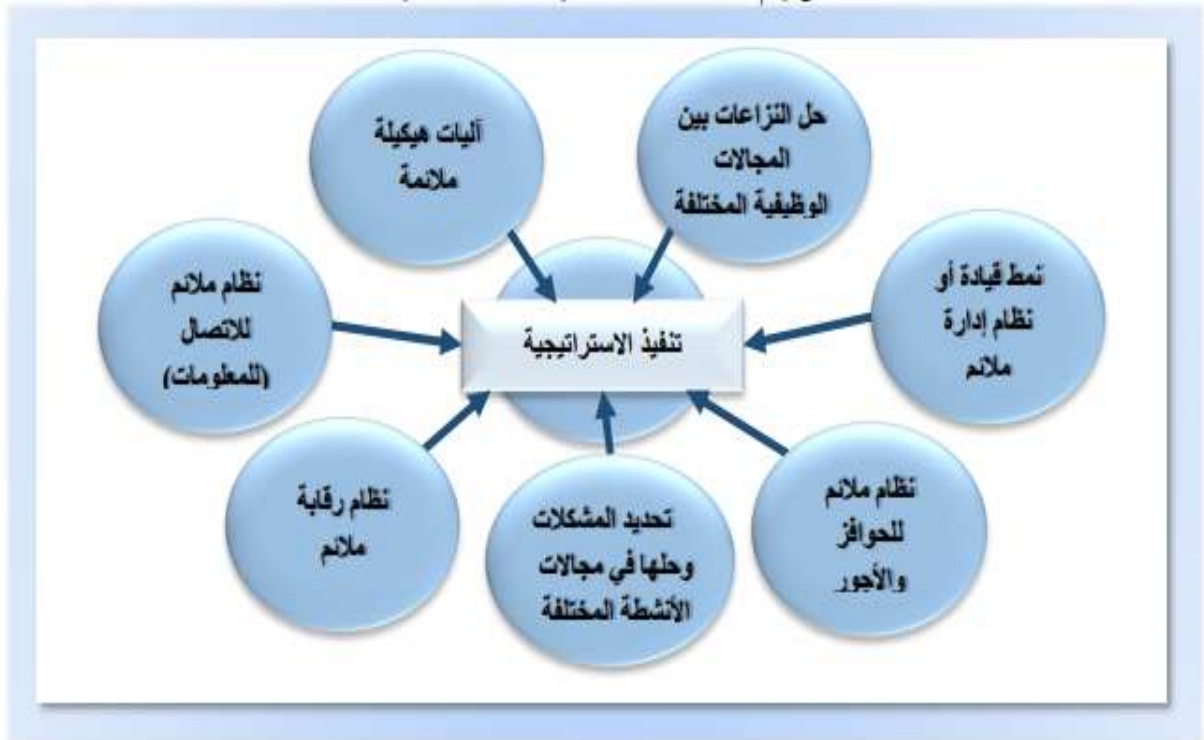 حل النزاعات بين
المجالات
الوظيفية المختلفة
آليات هيكيلة
ملائمة
نمط قيادة أو
نظام إدارة
ملائم
نظام ملائم
للاتصال
(للمعلومات)
تنفيذ الاستراتيجية
نظام ملائم
للحوافز
والأجور
تحديد المشكلات
وحلها في مجالات
الأنشطة المختلفة
نظام رقابة
ملائم